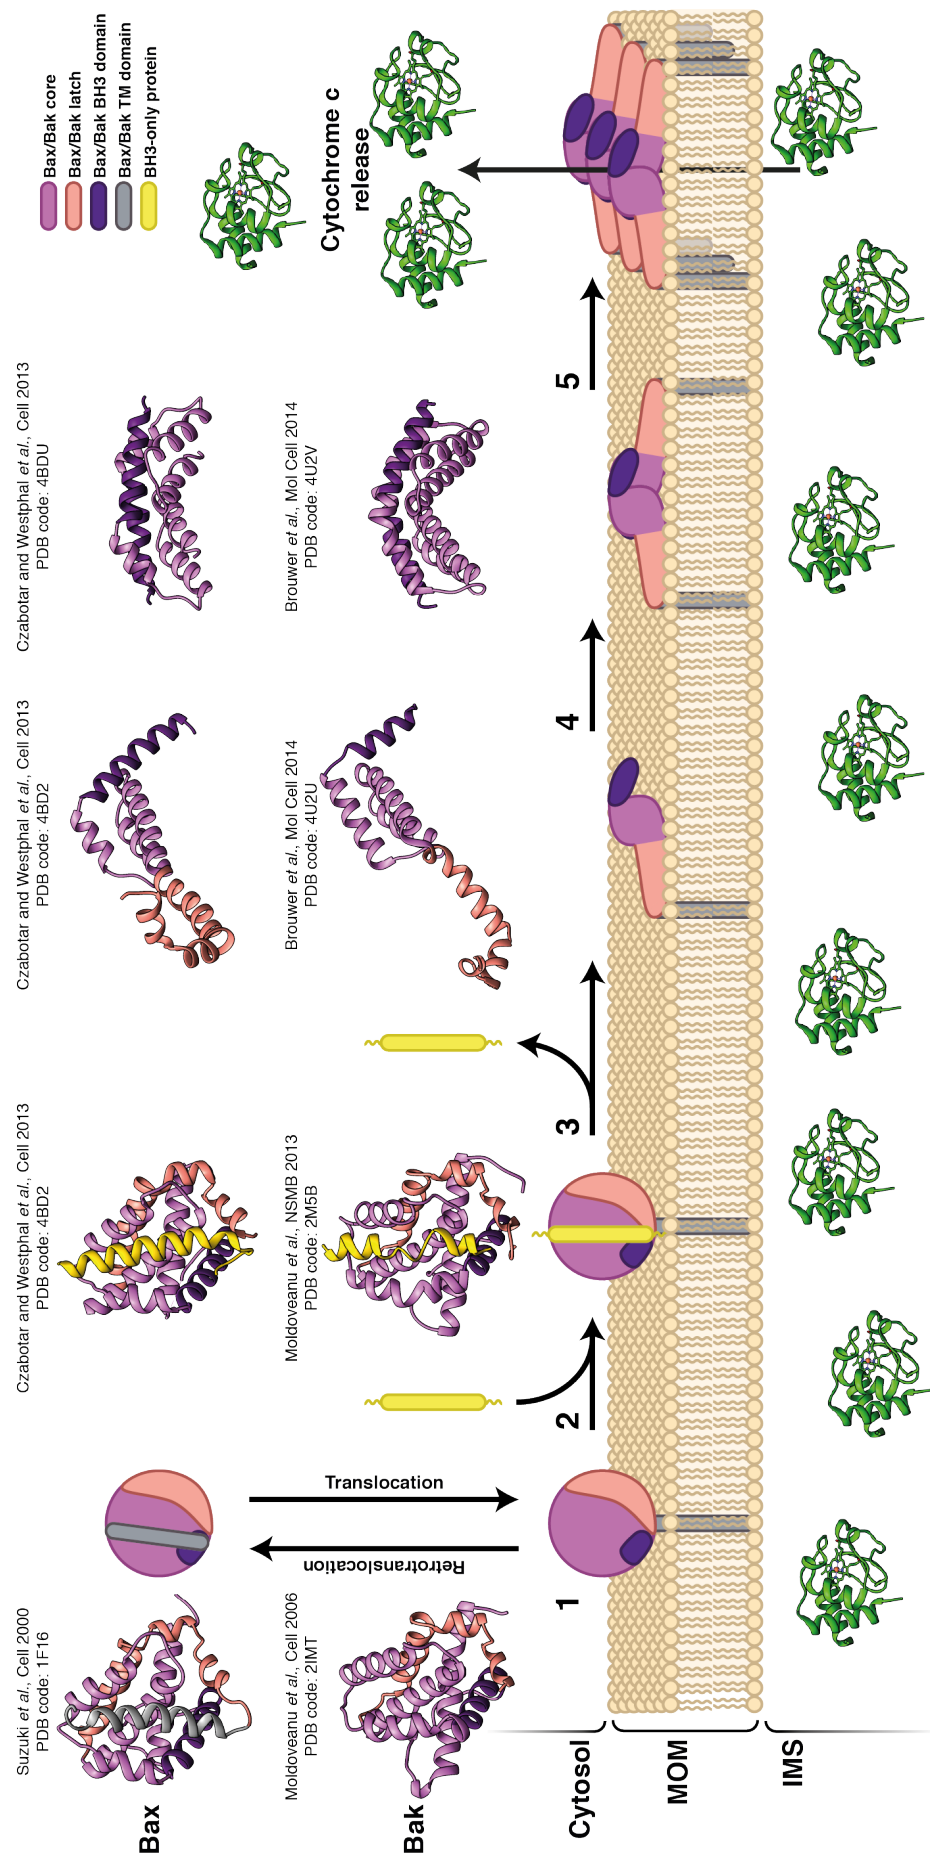 Bax
Suzuki et al., Cell 2000
PDB code: 1F16
Czabotar and Westphal et al., Cell 2013
PDB code: 4BD2
Czabotar and Westphal et al., Cell 2013
PDB code: 4BD2
Czabotar and Westphal et al., Cell 2013
PDB code: 4BDU
Bax/Bak core
Bax/Bak latch
Bax/Bak BH3 domain
Bax/Bak TM domain
BH3-only protein
Bak
Moldoveanu et al., Cell 2006
PDB code: 2IMT
Moldoveanu et al., NSMB 2013
PDB code: 2M5B
Brouwer et al., Mol Cell 2014
PDB code: 4U2U
Brouwer et al., Mol Cell 2014
PDB code: 4U2V
Retrotranslocation
Translocation
Cytochrome c
release
1
2
3
4
5
Cytosol
MOM
IMS